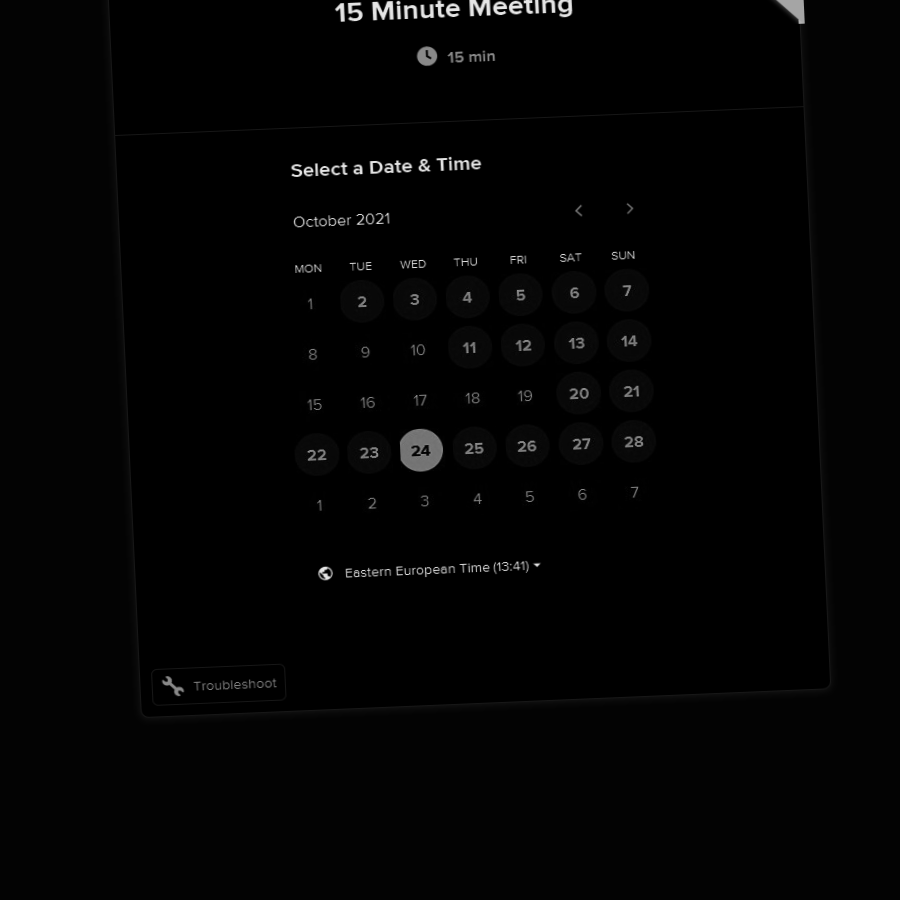 15 Minute Meeting
15 min
Select a Date & Time
October 2021
MON TUE WED THU FRI SAT SUN
1 2 3 4 5 6 7
8 9 10 11 12 13 14
15 16 17 18 19 20 21
22 23 24 25 26 27 28
1 2 3 4 5 6 7
Eastern European Time (13:41)
Troubleshoot